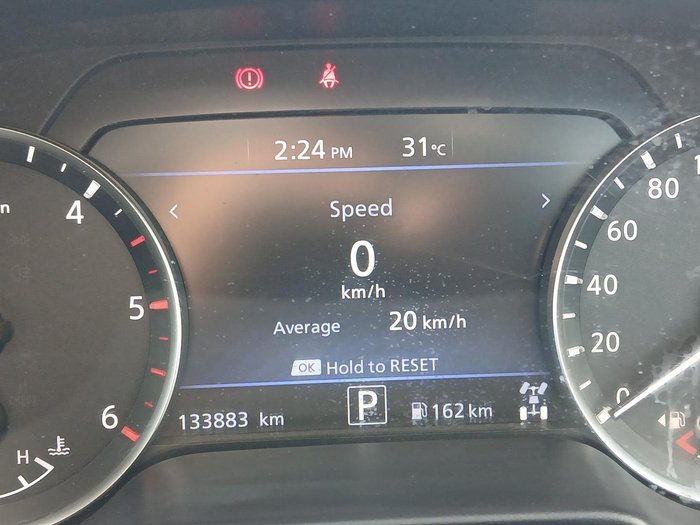 2:24 PM 31°C
< Speed >
0
km/h
Average 20 km/h
OK Hold to RESET
133883 km P 162 km
4
5
6
H
80
60
40
20
0